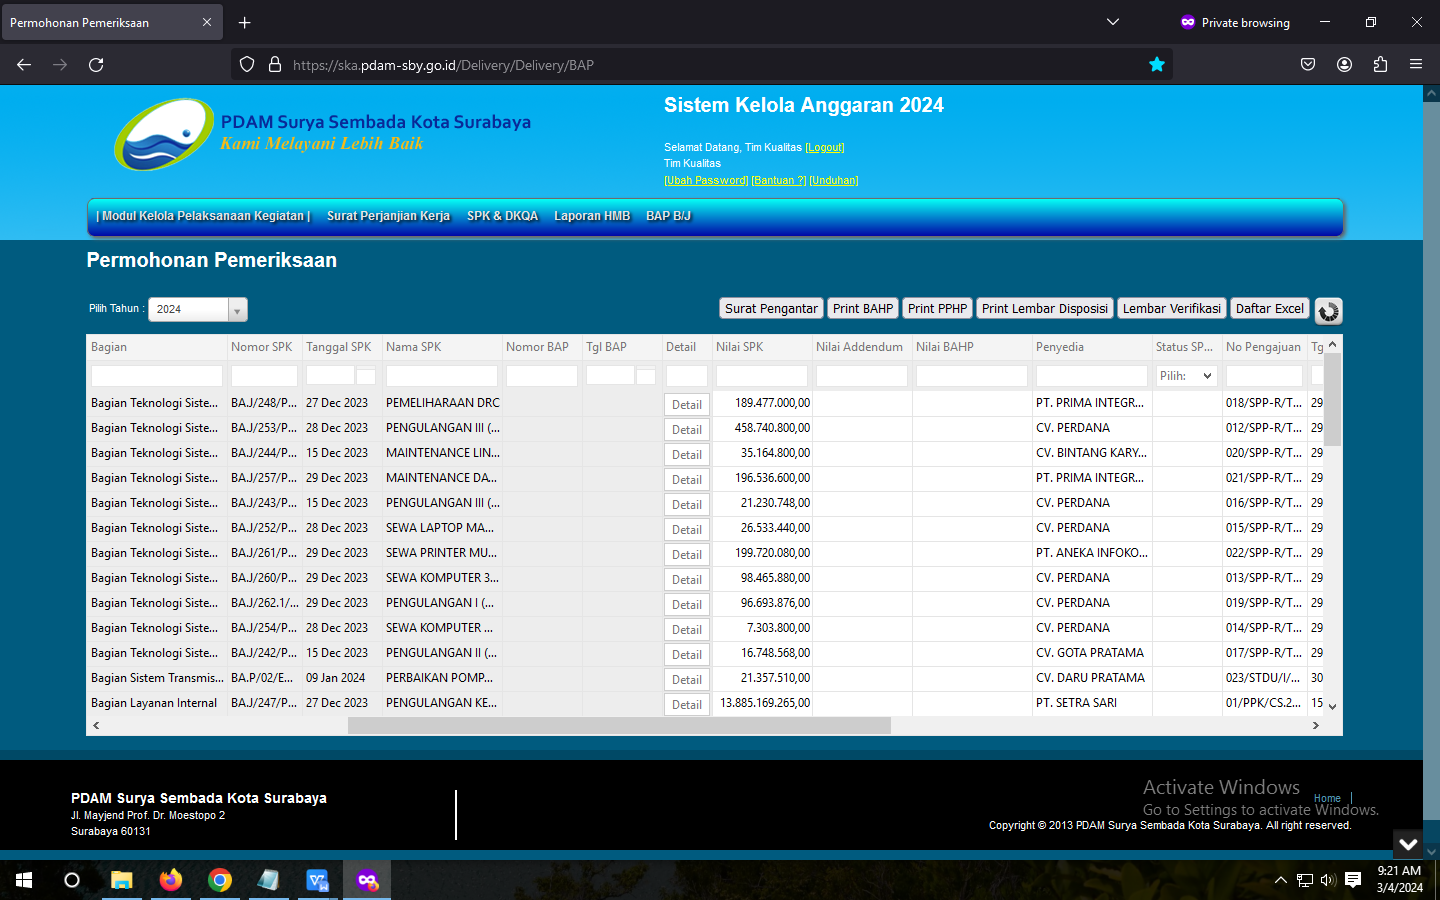 Permohonan Pemeriksaan
Private browsing
https://ska.pdam-sby.go.id/Delivery/Delivery/BAP
PDAM Surya Sembada Kota Surabaya
Kami Melayani Lebih Baik
Sistem Kelola Anggaran 2024
Selamat Datang, Tim Kualitas [Logout]
Tim Kualitas
[Ubah Password] [Bantuan ?] [Unduhan]
| Modul Kelola Pelaksanaan Kegiatan | Surat Perjanjian Kerja SPK & DKQA Laporan HMB BAP B/J
Permohonan Pemeriksaan
Pilih Tahun : 2024 Surat Pengantar Print BAHP Print PPHP Print Lembar Disposisi Lembar Verifikasi Daftar Excel
Bagian Nomor SPK Tanggal SPK Nama SPK Nomor BAP Tgl BAP Detail Nilai SPK Nilai Addendum Nilai BAHP Penyedia Status SP... No Pengajuan Tg
Pilih:
Bagian Teknologi Siste... BAJ/248/P... 27 Dec 2023 PEMELIHARAAN DRC Detail 189.477.000,00 PT. PRIMA INTEGR... 018/SPP-R/T... 29
Bagian Teknologi Siste... BAJ/253/P... 28 Dec 2023 PENGULANGAN III (... Detail 458.740.800,00 CV. PERDANA 012/SPP-R/T... 29
Bagian Teknologi Siste... BAJ/244/P... 15 Dec 2023 MAINTENANCE LIN... Detail 35.164.800,00 CV. BINTANG KARY... 020/SPP-R/T... 29
Bagian Teknologi Siste... BAJ/257/P... 29 Dec 2023 MAINTENANCE DA... Detail 196.536.600,00 PT. PRIMA INTEGR... 021/SPP-R/T... 29
Bagian Teknologi Siste... BAJ/243/P... 15 Dec 2023 PENGULANGAN III (... Detail 21.230.748,00 CV. PERDANA 016/SPP-R/T... 29
Bagian Teknologi Siste... BAJ/252/P... 28 Dec 2023 SEWA LAPTOP MA... Detail 26.533.440,00 CV. PERDANA 015/SPP-R/T... 29
Bagian Teknologi Siste... BAJ/261/P... 29 Dec 2023 SEWA PRINTER MU... Detail 199.720.080,00 PT. ANEKA INFOKO... 022/SPP-R/T... 29
Bagian Teknologi Siste... BAJ/260/P... 29 Dec 2023 SEWA KOMPUTER 3... Detail 98.465.880,00 CV. PERDANA 013/SPP-R/T... 29
Bagian Teknologi Siste... BAJ/262.1/... 29 Dec 2023 PENGULANGAN I (... Detail 96.693.876,00 CV. PERDANA 019/SPP-R/T... 29
Bagian Teknologi Siste... BAJ/254/P... 28 Dec 2023 SEWA KOMPUTER ... Detail 7.303.800,00 CV. PERDANA 014/SPP-R/T... 29
Bagian Teknologi Siste... BAJ/242/P... 15 Dec 2023 PENGULANGAN II (... Detail 16.748.568,00 CV. GOTA PRATAMA 017/SPP-R/T... 29
Bagian Sistem Transmis... BA.P/02/E... 09 Jan 2024 PERBAIKAN POMP... Detail 21.357.510,00 CV. DARU PRATAMA 023/STDU/I/... 30
Bagian Layanan Internal BAJ/247/P... 27 Dec 2023 PENGULANGAN KE... Detail 13.885.169.265,00 PT. SETRA SARI 01/PPK/CS.2... 15
PDAM Surya Sembada Kota Surabaya
Jl. Mayjend Prof. Dr. Moestopo 2
Surabaya 60131
Activate Windows
Home |
Go to Settings to activate Windows.
Copyright © 2013 PDAM Surya Sembada Kota Surabaya. All right reserved.
9:21 AM
3/4/2024